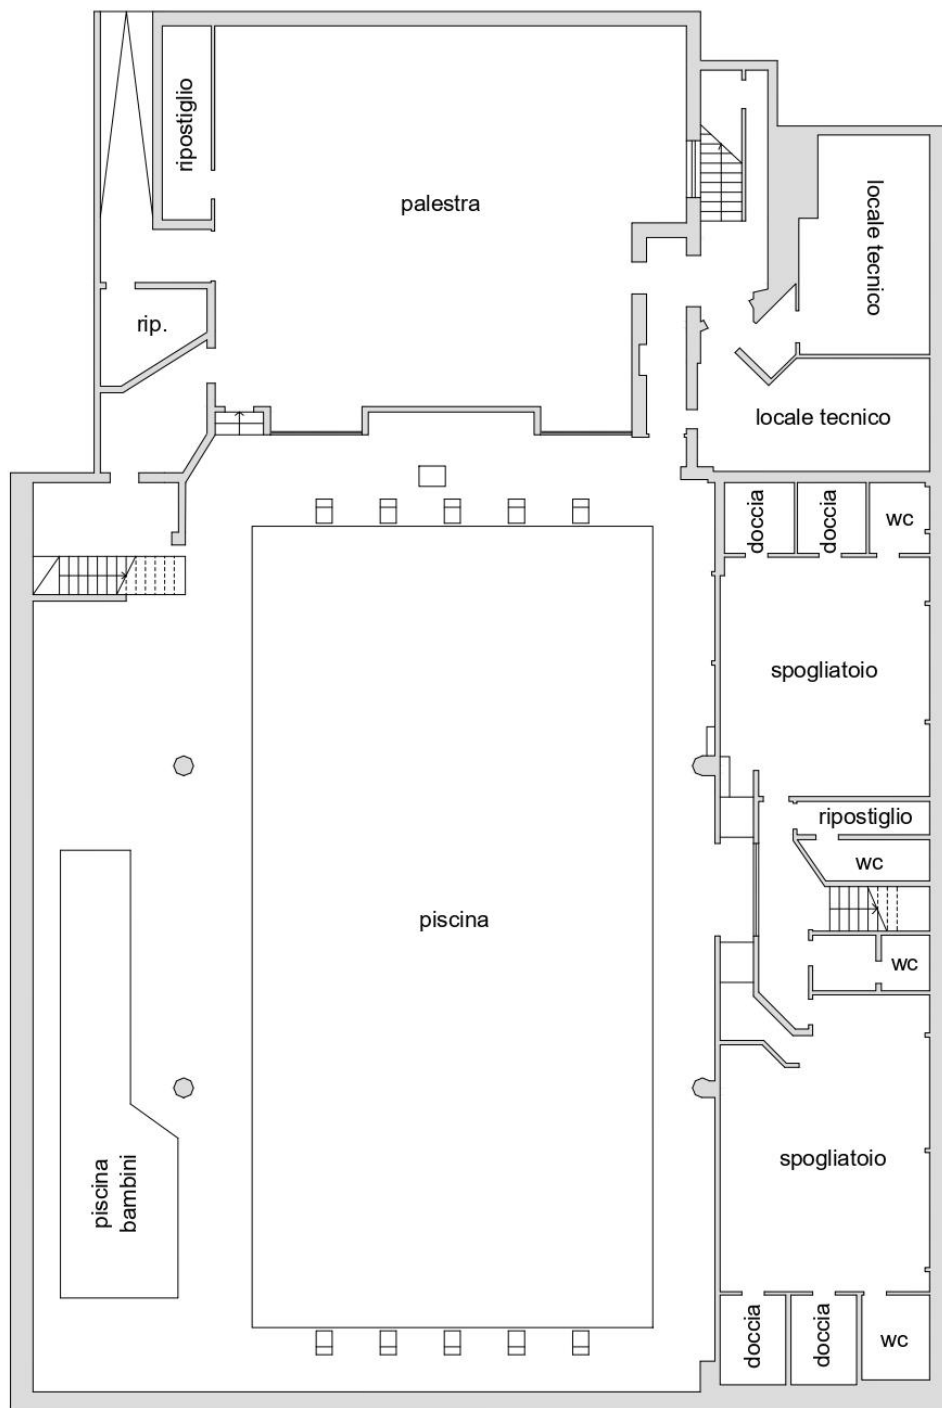 ripostiglio
palestra
locale tecnico
rip.
locale tecnico
doccia
doccia
wc
spogliatoio
ripostiglio
wc
piscina
wc
spogliatoio
piscina
bambini
doccia
doccia
wc